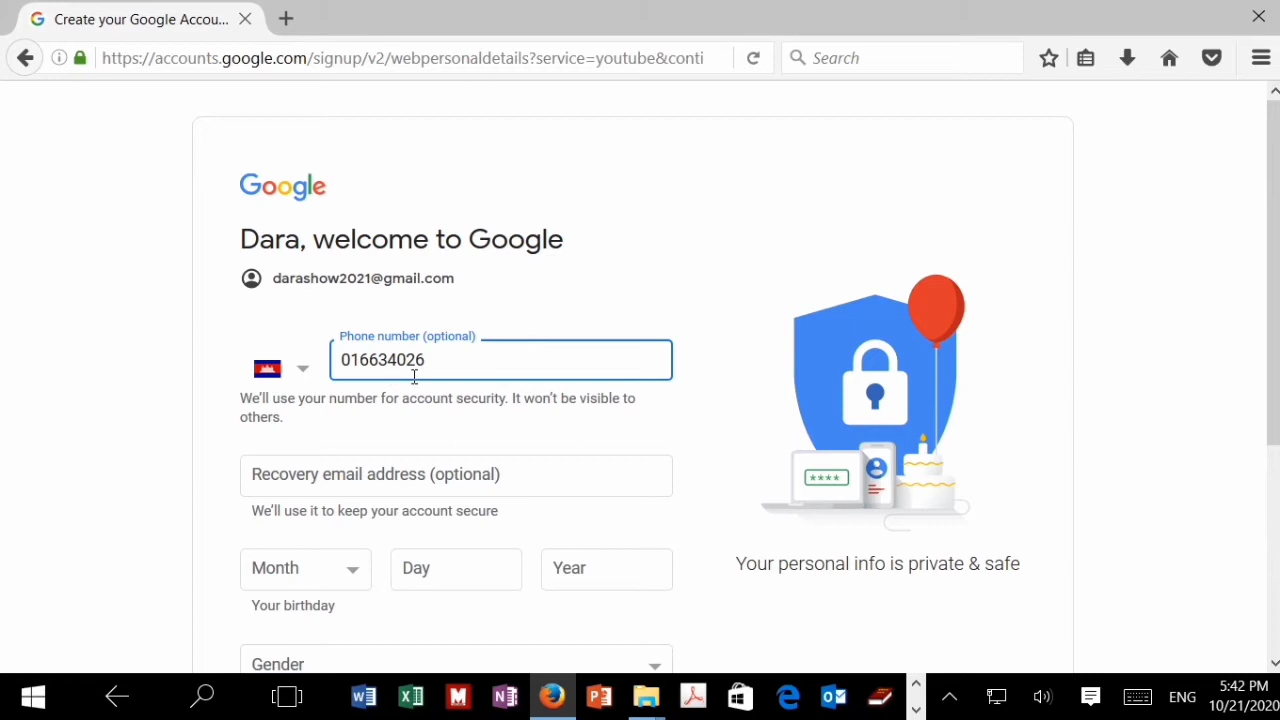 Create your Google Accou...
https://accounts.google.com/signup/v2/webpersonaldetails?service=youtube&conti
Search
Google
Dara, welcome to Google
darashow2021@gmail.com
Phone number (optional)
016634026
We'll use your number for account security. It won't be visible to
others.
Recovery email address (optional)
We'll use it to keep your account secure
Month
Day
Year
Your birthday
Gender
****
Your personal info is private & safe
ENG
5:42 PM
10/21/2020